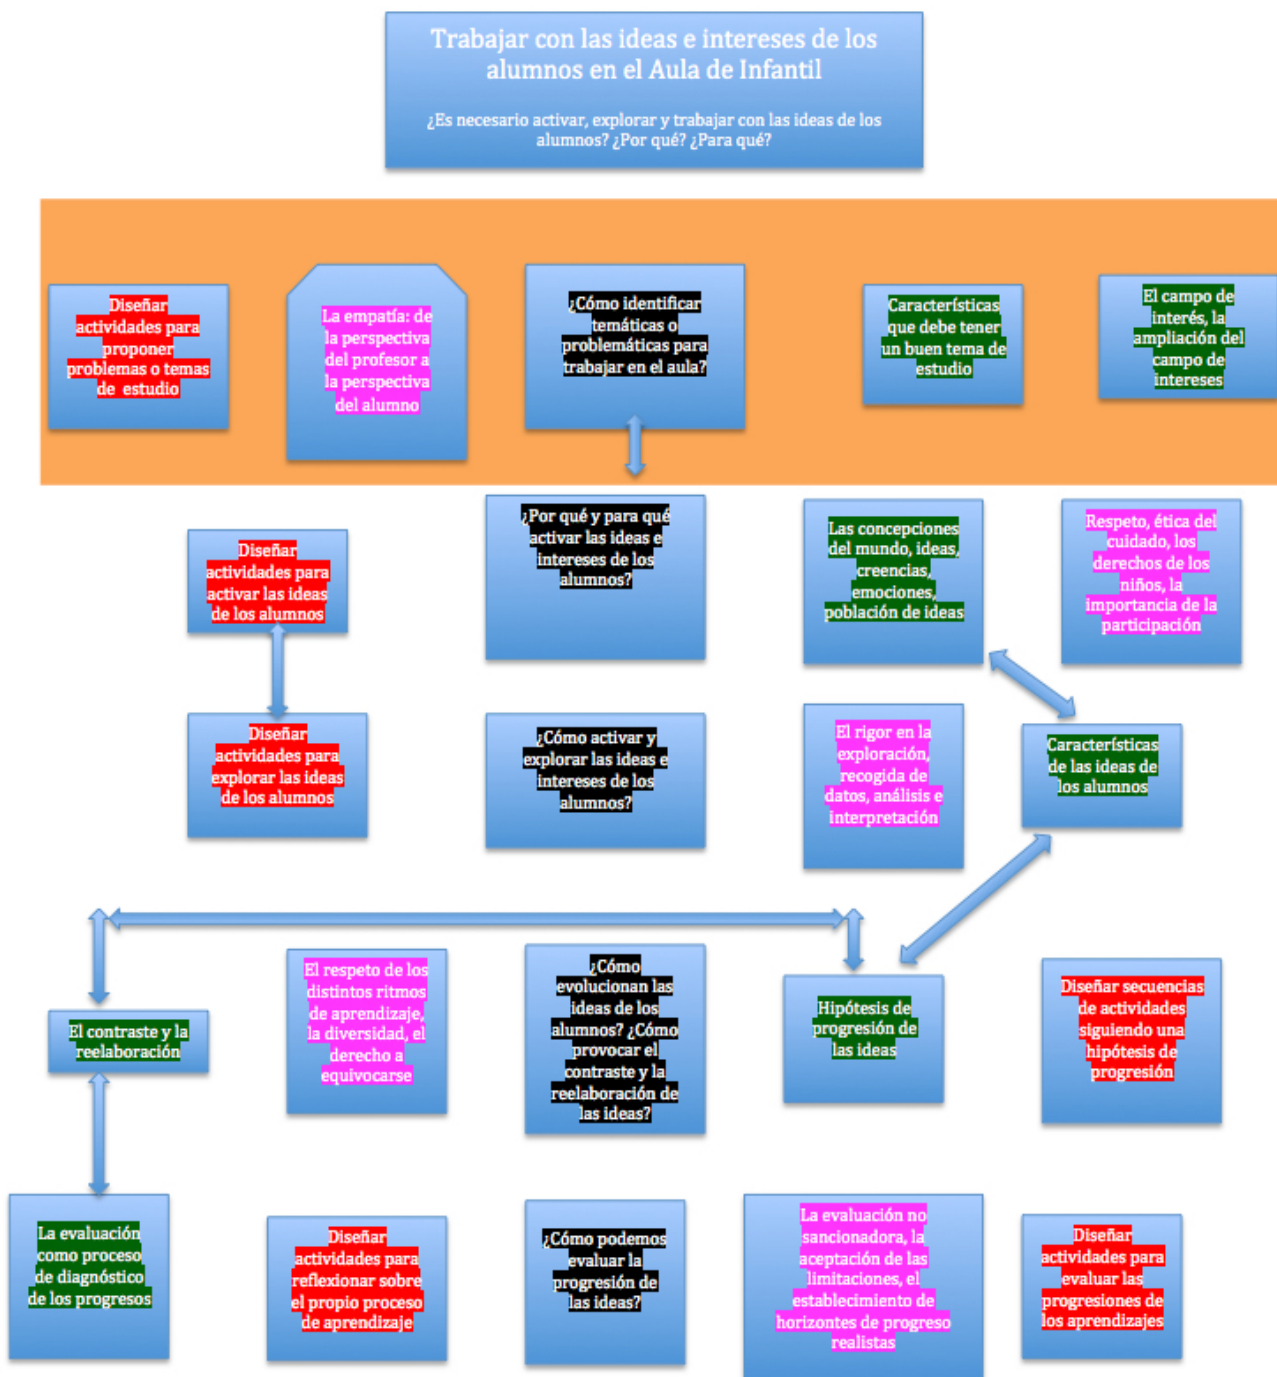 Trabajar con las ideas e intereses de los
alumnos en el Aula de Infantil
¿Es necesario activar, explorar y trabajar con las ideas de los
alumnos? ¿Por qué? ¿Para qué?
Diseñar
actividades para
proponer
problemas o temas
de estudio
La empatía: de
la perspectiva
del profesor a
la perspectiva
del alumno
¿Cómo identificar
temáticas o
problemáticas para
trabajar en el aula?
Características
que debe tener
un buen tema de
estudio
El campo de
interés, la
ampliación del
campo de
intereses
Diseñar
actividades para
activar las ideas
de los alumnos
¿Por qué y para qué
activar las ideas e
intereses de los
alumnos?
Las concepciones
del mundo, ideas,
creencias,
emociones,
población de ideas
Respeto, ética del
cuidado, los
derechos de los
niños, la
importancia de la
participación
Diseñar
actividades para
explorar las ideas
de los alumnos
¿Cómo activar y
explorar las ideas e
intereses de los
alumnos?
El rigor en la
exploración,
recogida de
datos, análisis e
interpretación
Características
de las ideas de
los alumnos
El contraste y la
reelaboración
El respeto de los
distintos ritmos
de aprendizaje,
la diversidad, el
derecho a
equivocarse
¿Cómo
evolucionan las
ideas de los
alumnos? ¿Cómo
provocar el
contraste y la
reelaboración de
las ideas?
Hipótesis de
progresión de
las ideas
Diseñar secuencias
de actividades
siguiendo una
hipótesis de
progresión
La evaluación
como proceso
de diagnóstico
de los progresos
Diseñar
actividades para
reflexionar sobre
el propio proceso
de aprendizaje
¿Cómo podemos
evaluar la
progresión de
las ideas?
La evaluación no
sancionadora, la
aceptación de las
limitaciones, el
establecimiento de
horizontes de progreso
realistas
Diseñar
actividades para
evaluar las
progresiones de
los aprendizajes